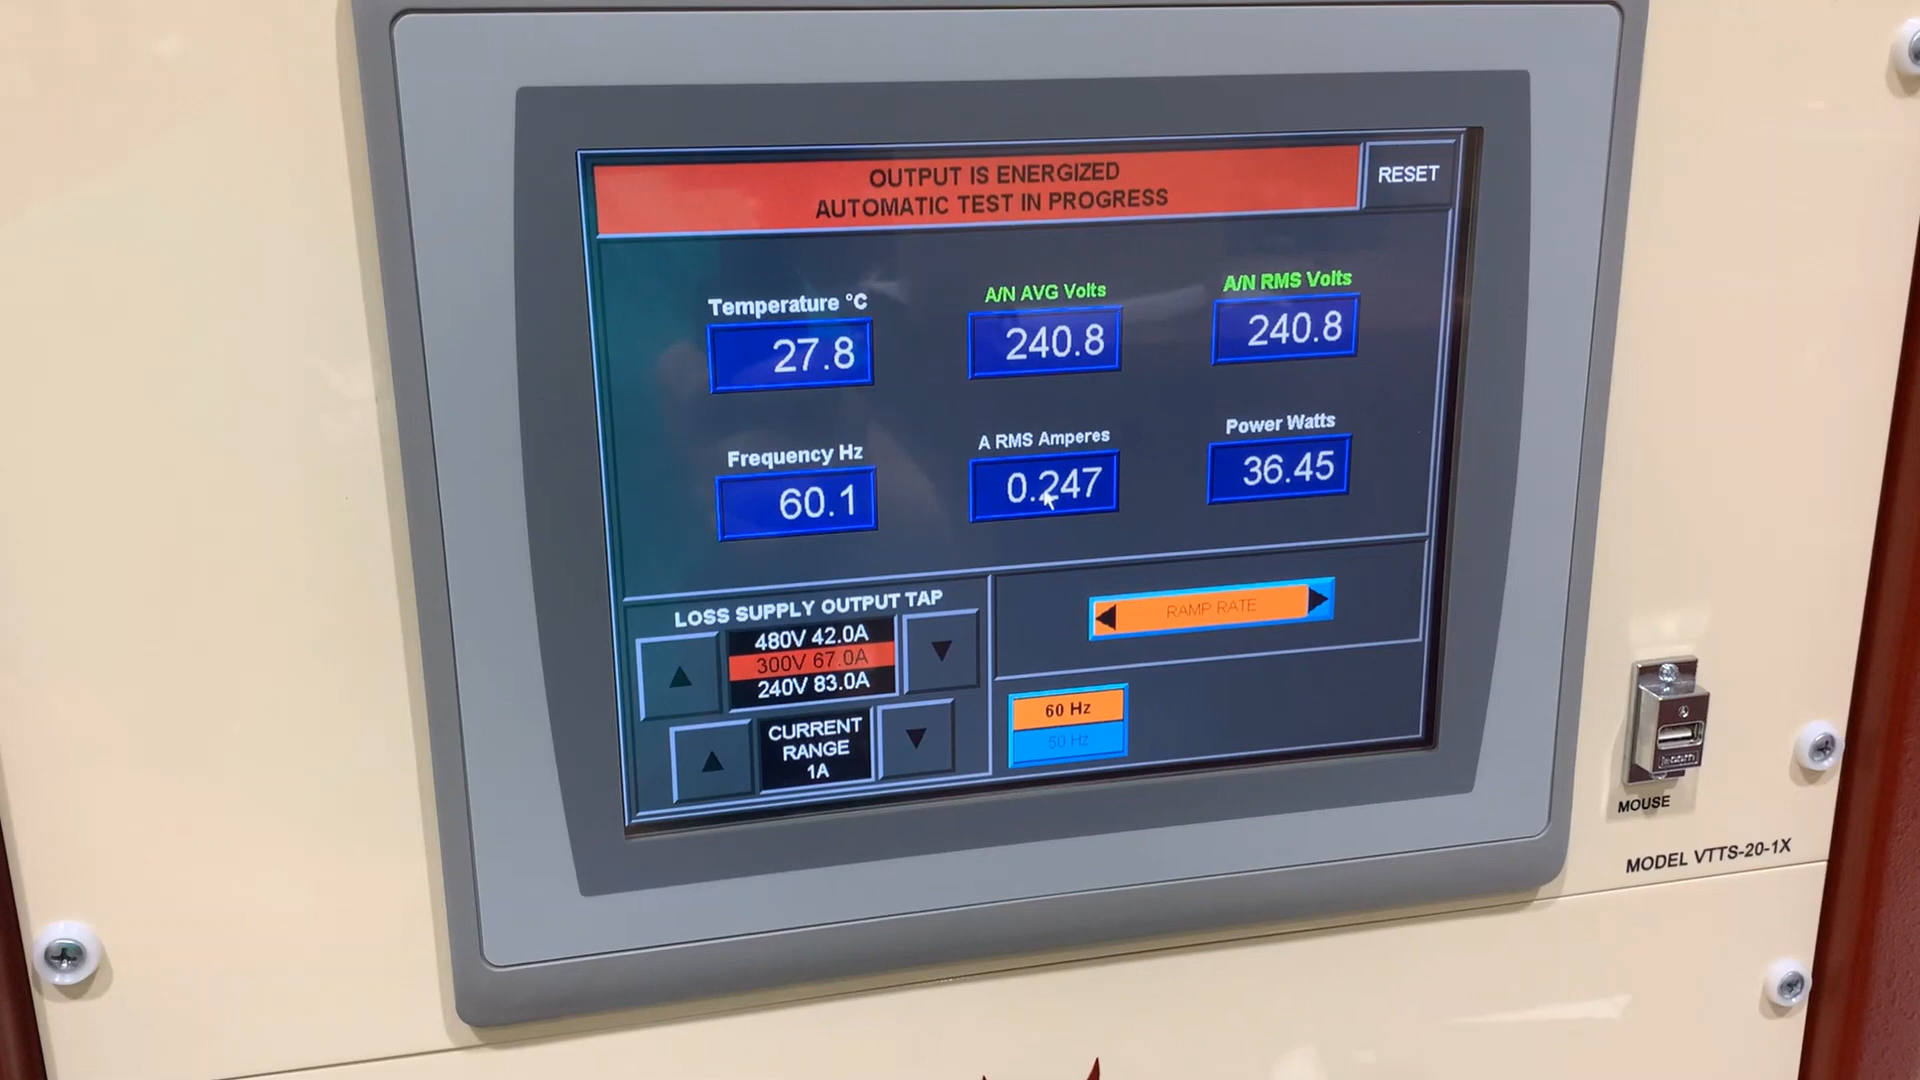 OUTPUT IS ENERGIZED
AUTOMATIC TEST IN PROGRESS
RESET
Temperature °C
27.8
A/N AVG Volts
240.8
A/N RMS Volts
240.8
Frequency Hz
60.1
A RMS Amperes
0.247
Power Watts
36.45
LOSS SUPPLY OUTPUT TAP
480V 42.0A
300V 67.0A
240V 83.0A
CURRENT
RANGE
1A
RAMP RATE
60 Hz
50 Hz
MOUSE
MODEL VTTS-20-1X